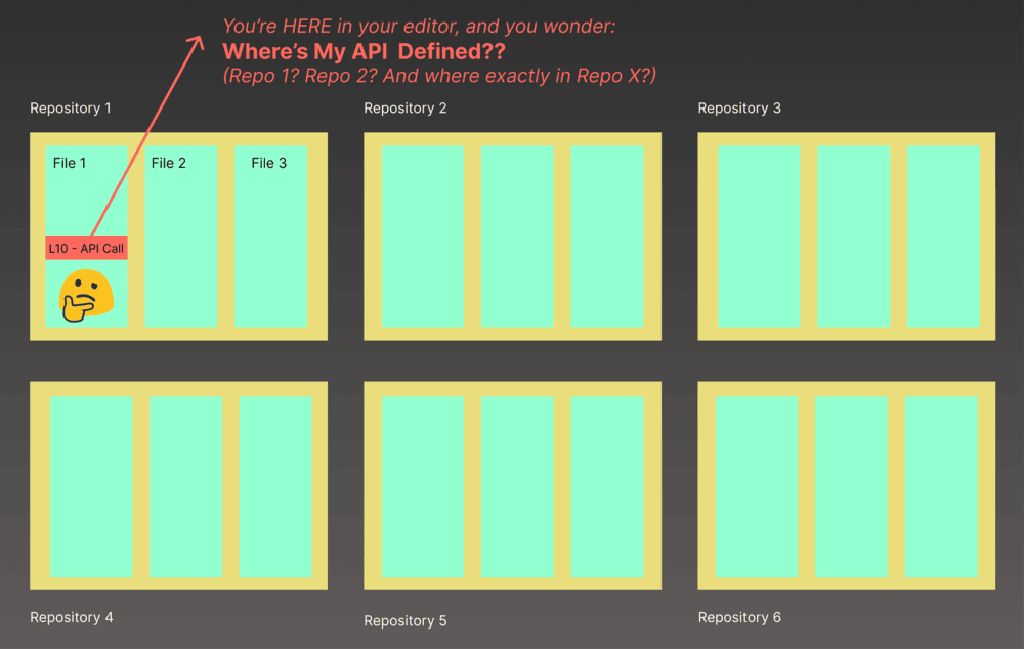 You're HERE in your editor, and you wonder:
Where's My API Defined??
(Repo 1? Repo 2? And where exactly in Repo X?)
Repository 1
Repository 2
Repository 3
File 1
File 2
File 3
L10 - API Call
Repository 4
Repository 5
Repository 6